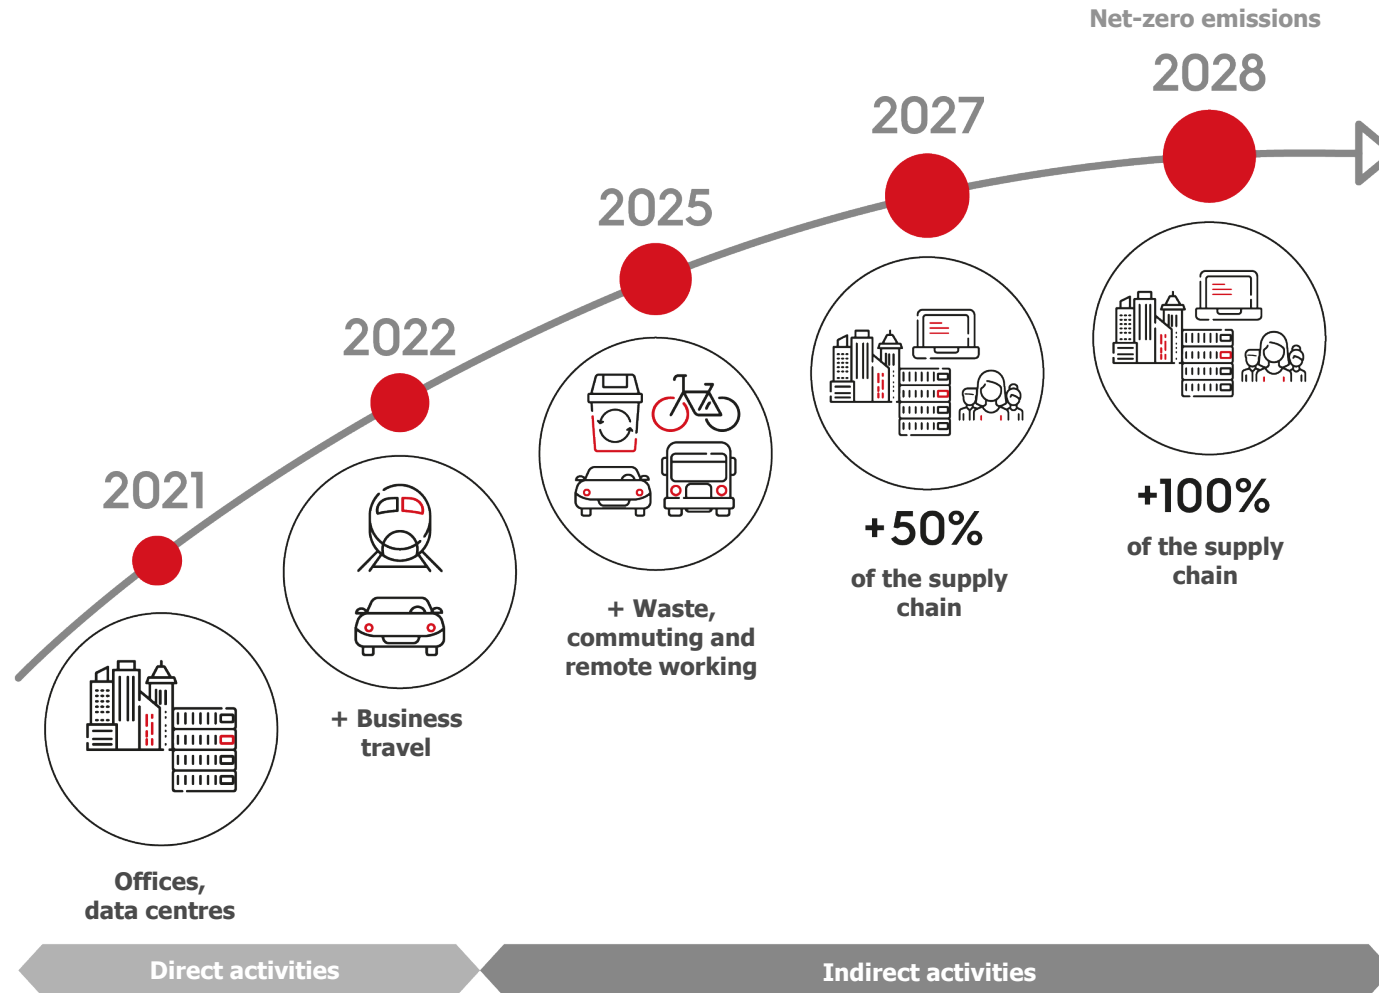 Net-zero emissions
2028
2027
2025
2022
2021
+100%
of the supply
chain
+50%
of the supply
chain
+ Waste,
commuting and
remote working
+ Business
travel
Offices,
data centres
Direct activities
Indirect activities